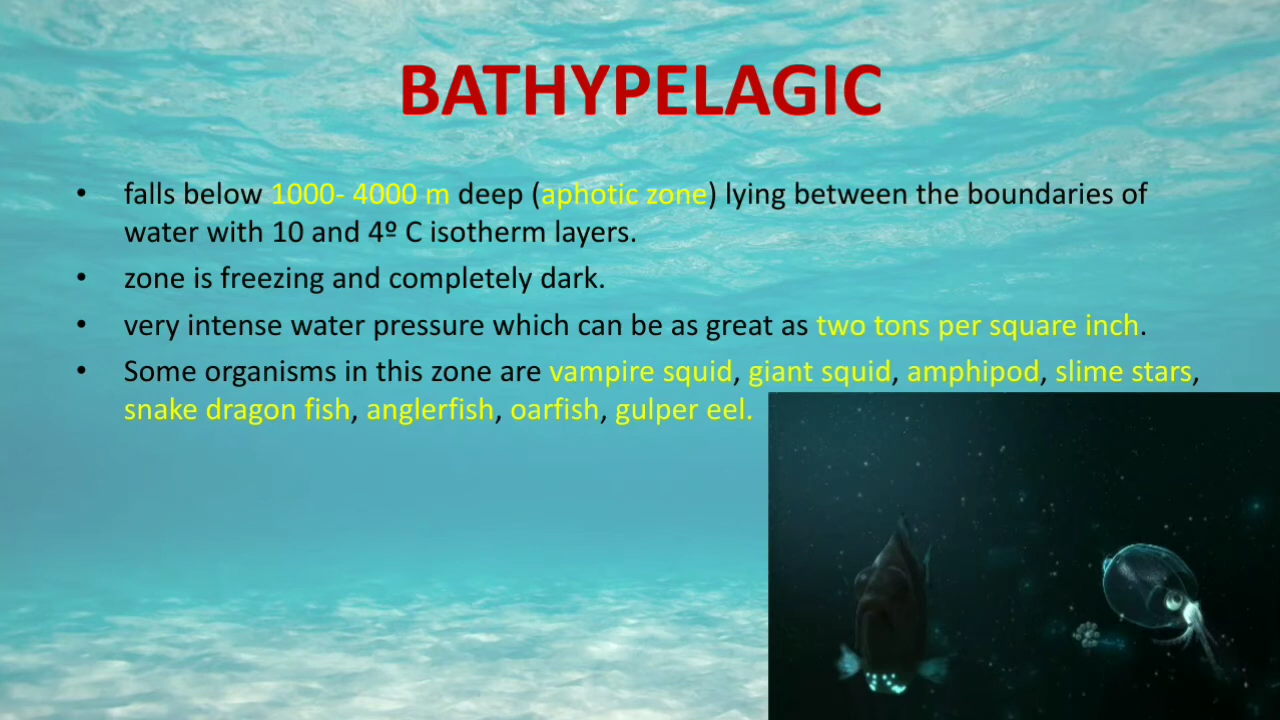 BATHYPELAGIC
• falls below 1000- 4000 m deep (aphotic zone) lying between the boundaries of
water with 10 and 4º C isotherm layers.
• zone is freezing and completely dark.
• very intense water pressure which can be as great as two tons per square inch.
• Some organisms in this zone are vampire squid, giant squid, amphipod, slime stars,
snake dragon fish, anglerfish, oarfish, gulper eel.